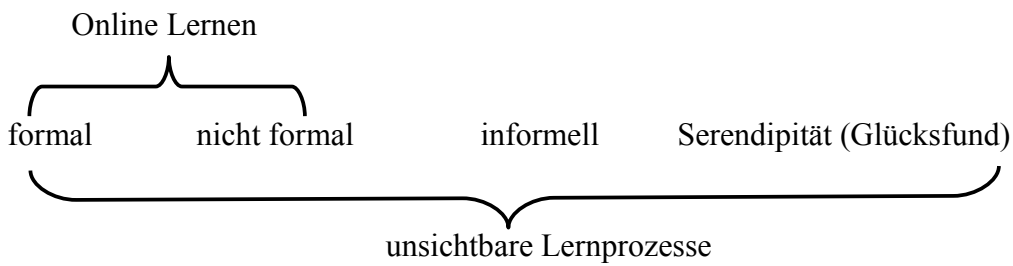 Online Lernen
formal nicht formal informell Serendipität (Glücksfund)
unsichtbare Lernprozesse